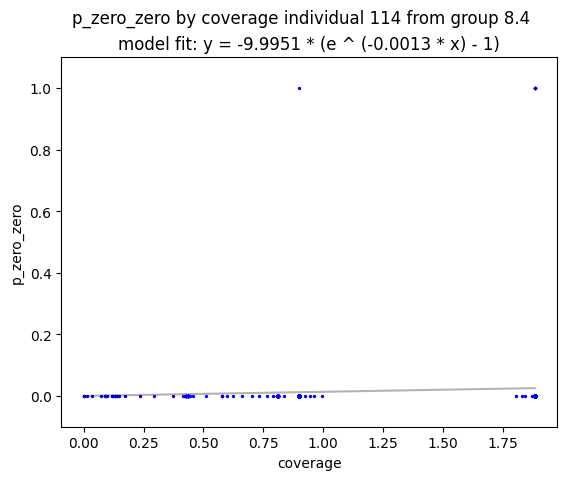 p_zero_zero by coverage individual 114 from group 8.4
model fit: y = -9.9951 * (e ^ (-0.0013 * x) - 1)
1.0
0.8
0.6
0.4
0.2
0.0
p_zero_zero
0.00 0.25 0.50 0.75 1.00 1.25 1.50 1.75
coverage